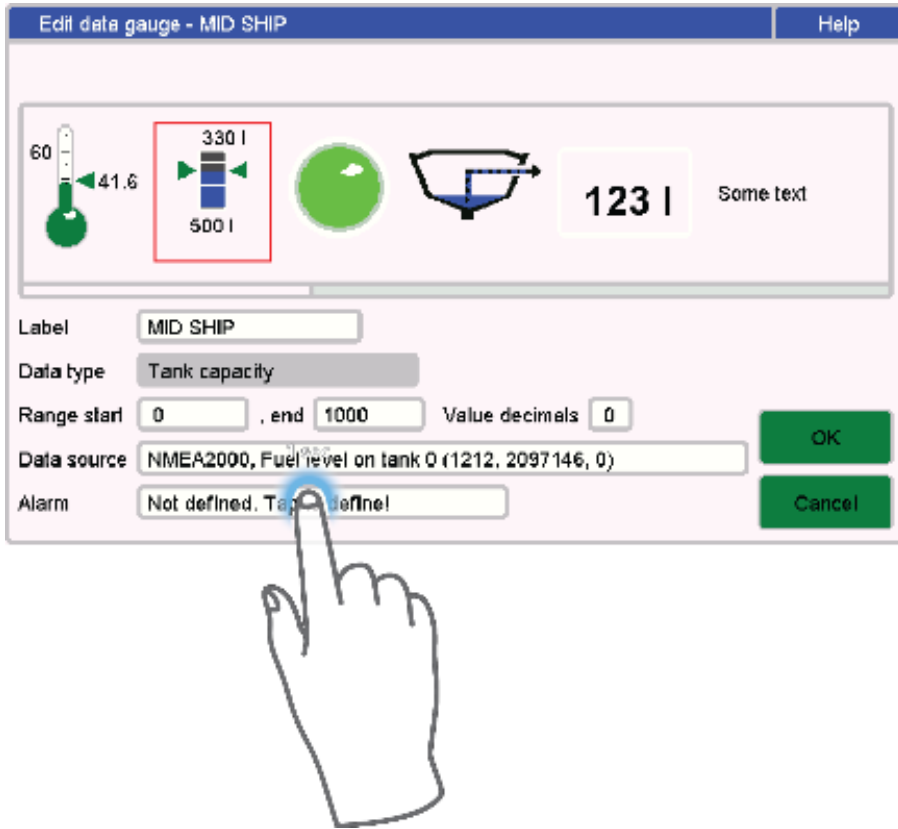 Edit data gauge - MID SHIP Help
330 l
60
41.6
500 l
123 l Some text
Label MID SHIP
Data type Tank capacity
Range start 0 , end 1000 Value decimals 0
OK
Data source NMEA2000, Fuel level on tank 0 (1212, 2097146, 0)
Alarm Not defined. Tap define!
Cancel